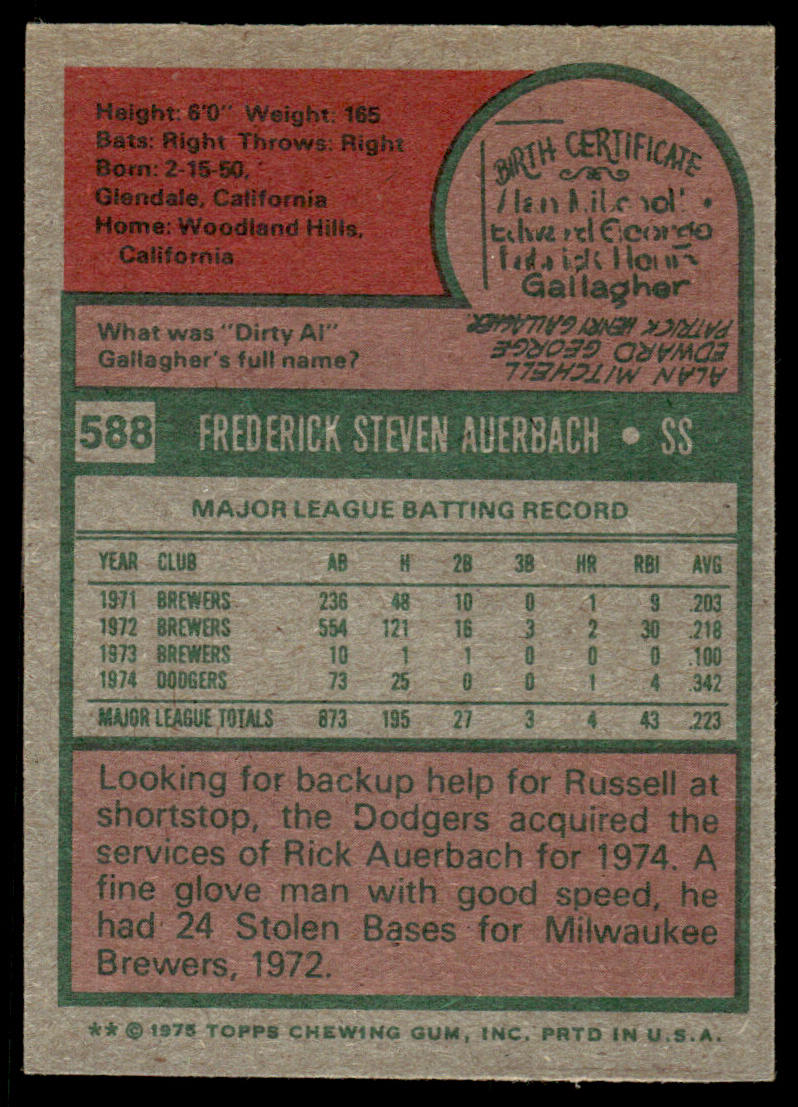 Height: 6'0" Weight: 165
Bats: Right Throws: Right
Born: 2-15-50,
Glendale, California
Home: Woodland Hills,
California
BIRTH CERTIFICATE
Alan Mitchell
Edward George
Patrick Henry
Gallagher
What was "Dirty Al"
Gallagher's full name?
ALAN MITCHELL
EDWARD GEORGE
PATRICK HENRY GALLAGHER.
588 FREDERICK STEVEN AUERBACH • SS
MAJOR LEAGUE BATTING RECORD
YEAR CLUB AB H 2B 3B HR RBI AVG
1971 BREWERS 236 48 10 0 1 9 .203
1972 BREWERS 554 121 16 3 2 30 .218
1973 BREWERS 10 1 1 0 0 0 .100
1974 DODGERS 73 25 0 0 1 4 .342
MAJOR LEAGUE TOTALS 873 195 27 3 4 43 .223
Looking for backup help for Russell at
shortstop, the Dodgers acquired the
services of Rick Auerbach for 1974. A
fine glove man with good speed, he
had 24 Stolen Bases for Milwaukee
Brewers, 1972.
** © 1975 TOPPS CHEWING GUM, INC. PRTD IN U.S.A.